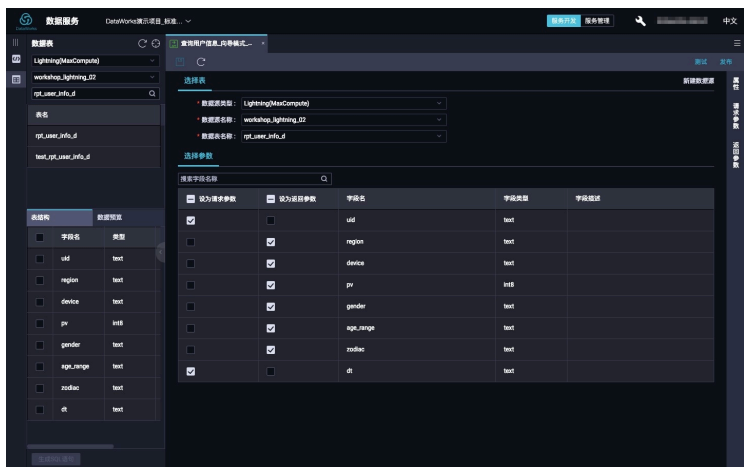 DataWorks
数据服务
DataWorks演示项目_标准...
服务开发 服务管理
中文
数据表
Lightning(MaxCompute)
workshop_lightning_02
rpt_user_info_d
表名
rpt_user_info_d
test_rpt_user_info_d
表结构 数据预览
字段名 类型
uid text
region text
device text
pv int8
gender text
age_range text
zodiac text
dt text
查询用户信息_向导模式_...
测试 发布
选择表
新建数据源
* 数据源类型: Lightning(MaxCompute)
* 数据源名称: workshop_lightning_02
* 数据表名称: rpt_user_info_d
选择参数
搜索字段名称
设为请求参数 设为返回参数 字段名 字段类型 字段描述
uid text
region text
device text
pv int8
gender text
age_range text
zodiac text
dt text
属性
请求参数
返回参数